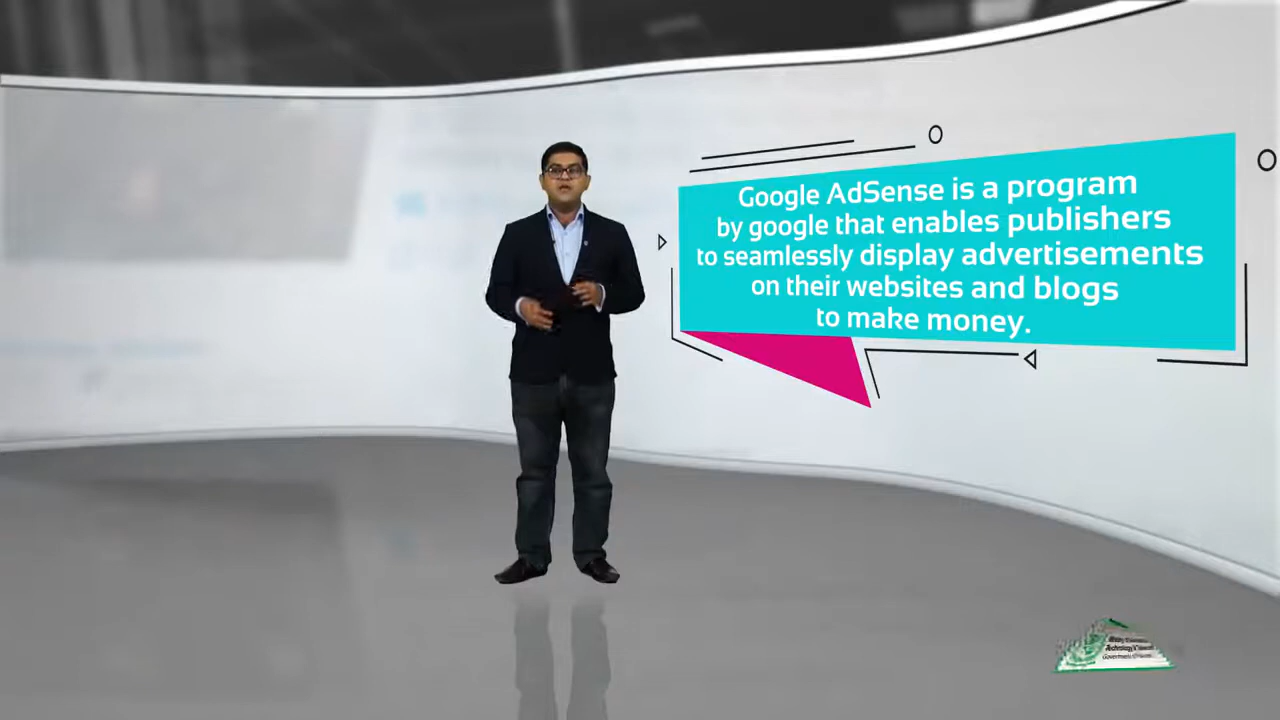 Google AdSense is a program
by google that enables publishers
to seamlessly display advertisements
on their websites and blogs
to make money.